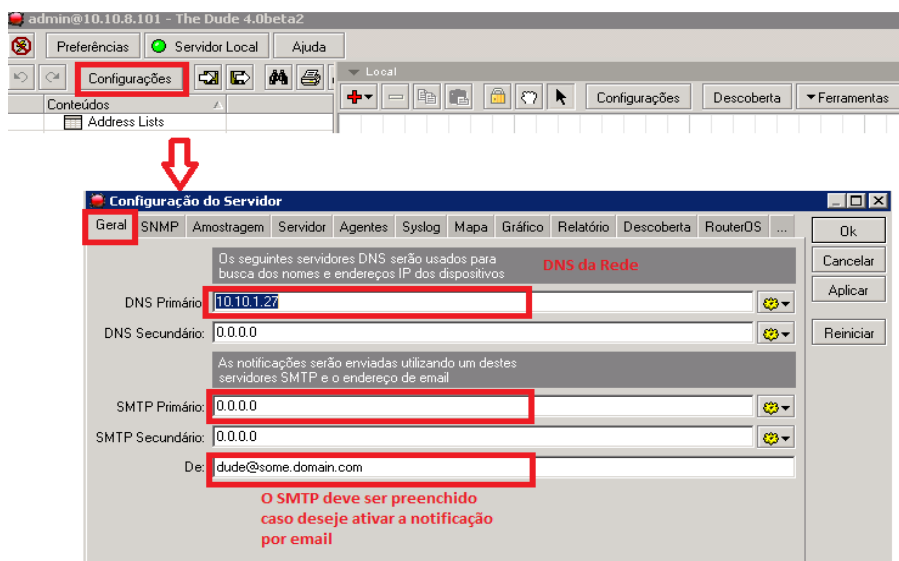 admin@10.10.8.101 - The Dude 4.0beta2
Preferências Servidor Local Ajuda
Configurações Local
Configurações Descoberta Ferramentas
Conteúdos
Address Lists
Configuração do Servidor
Geral SNMP Amostragem Servidor Agentes Syslog Mapa Gráfico Relatório Descoberta RouterOS ...
Ok
Cancelar
Aplicar
Reiniciar
Os seguintes servidores DNS serão usados para
busca dos nomes e endereços IP dos dispositivos
DNS da Rede
DNS Primário: 10.10.1.27
DNS Secundário: 0.0.0.0
As notificações serão enviadas utilizando um destes
servidores SMTP e o endereço de email
SMTP Primário: 0.0.0.0
SMTP Secundário: 0.0.0.0
De: dude@some.domain.com
O SMTP deve ser preenchido
caso deseje ativar a notificação
por email